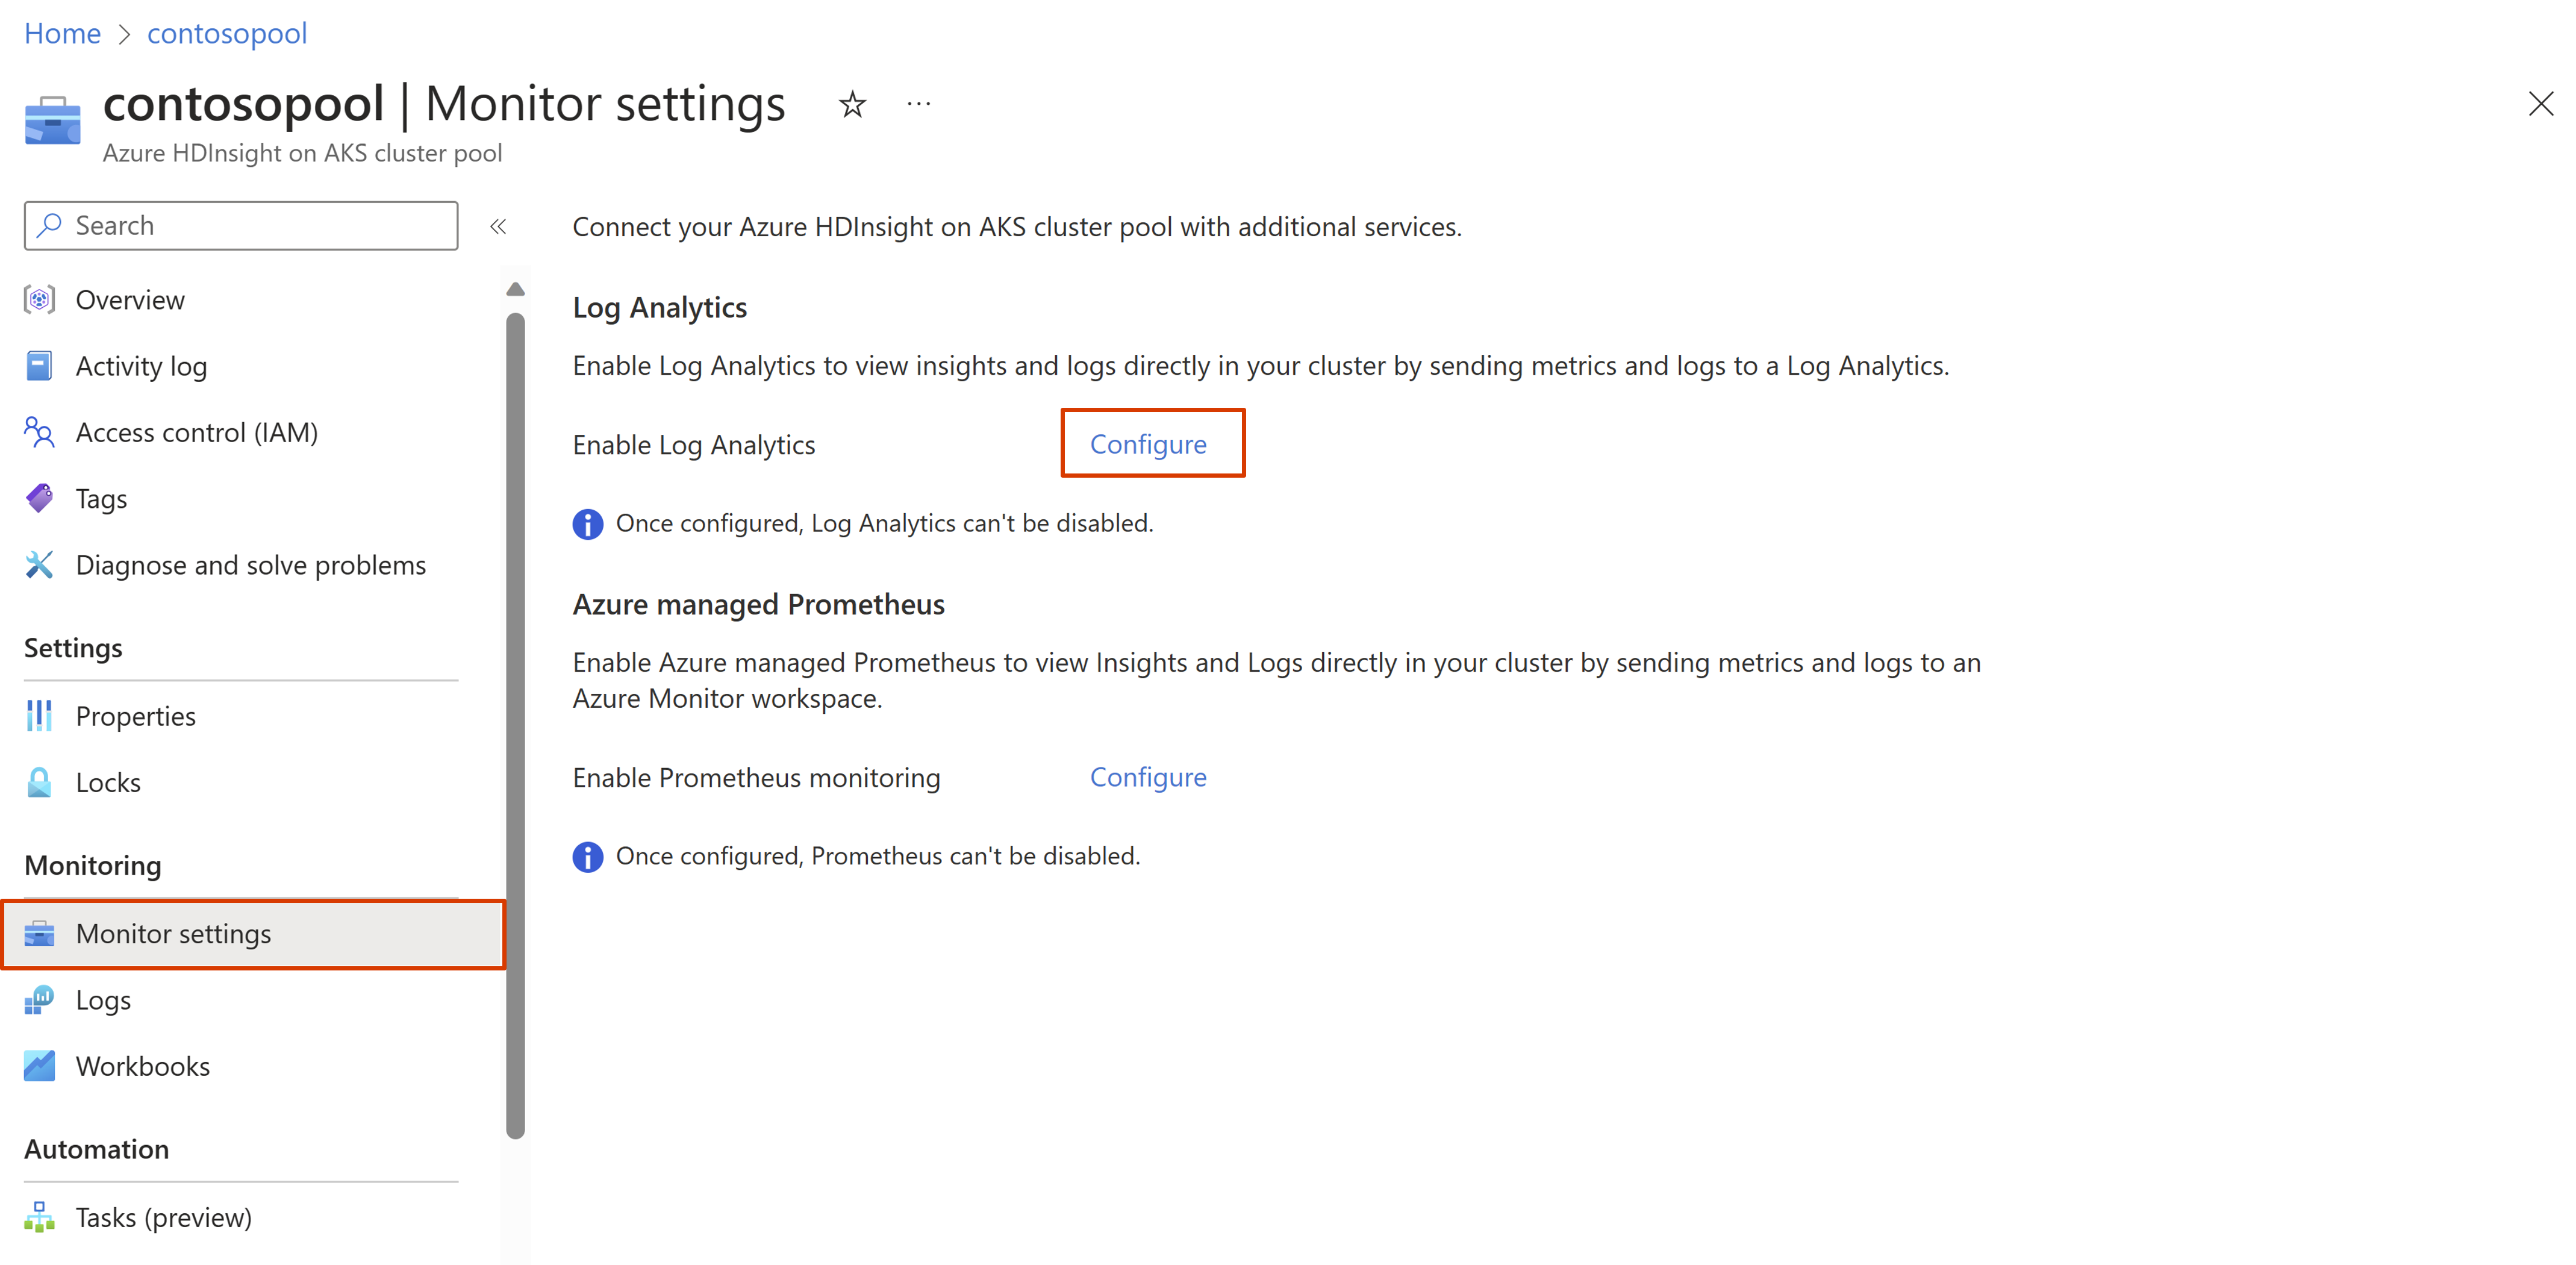 Home > contosopool
contosopool | Monitor settings
Azure HDInsight on AKS cluster pool
Search
Overview
Activity log
Access control (IAM)
Tags
Diagnose and solve problems
Settings
Properties
Locks
Monitoring
Monitor settings
Logs
Workbooks
Automation
Tasks (preview)
Connect your Azure HDInsight on AKS cluster pool with additional services.
Log Analytics
Enable Log Analytics to view insights and logs directly in your cluster by sending metrics and logs to a Log Analytics.
Enable Log Analytics Configure
Once configured, Log Analytics can't be disabled.
Azure managed Prometheus
Enable Azure managed Prometheus to view Insights and Logs directly in your cluster by sending metrics and logs to an
Azure Monitor workspace.
Enable Prometheus monitoring Configure
Once configured, Prometheus can't be disabled.